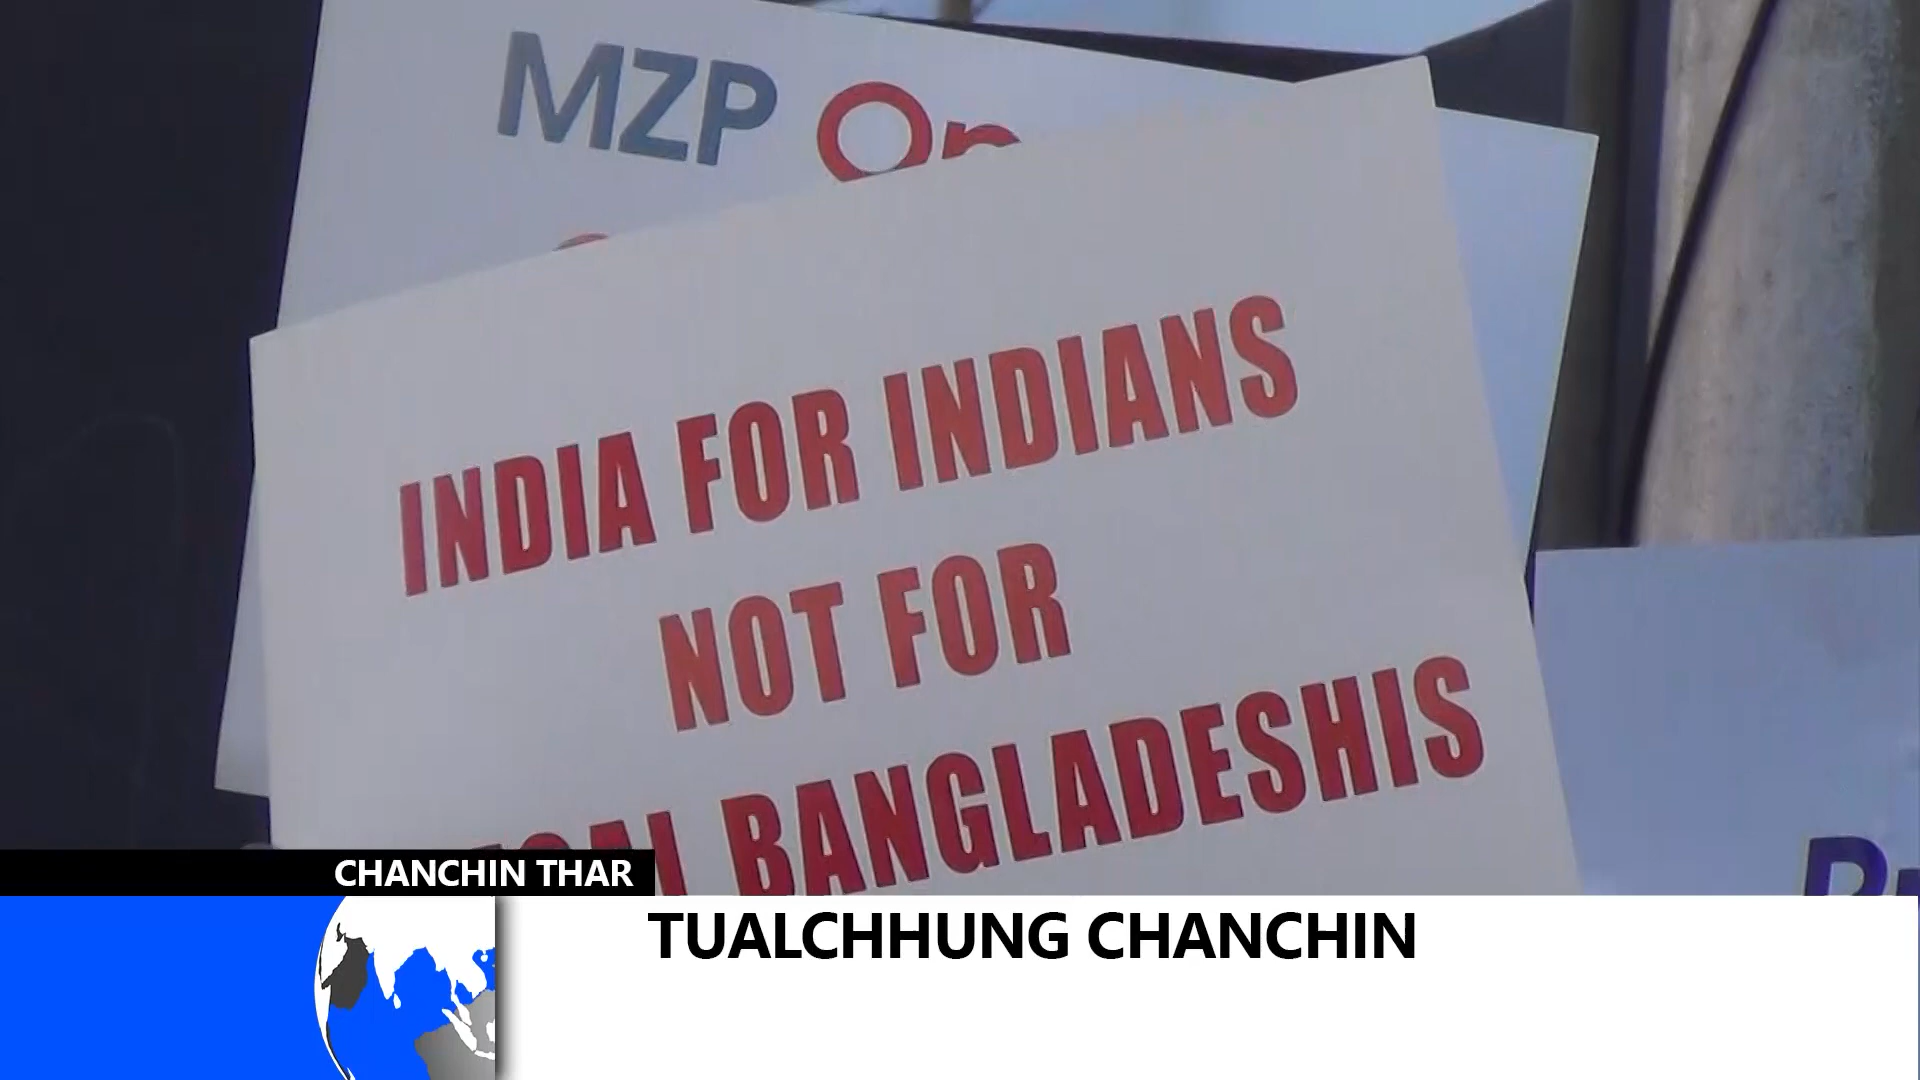 MZP
INDIA FOR INDIANS
NOT FOR
BANGLADESHIS
CHANCHIN THAR
TUALCHHUNG CHANCHIN